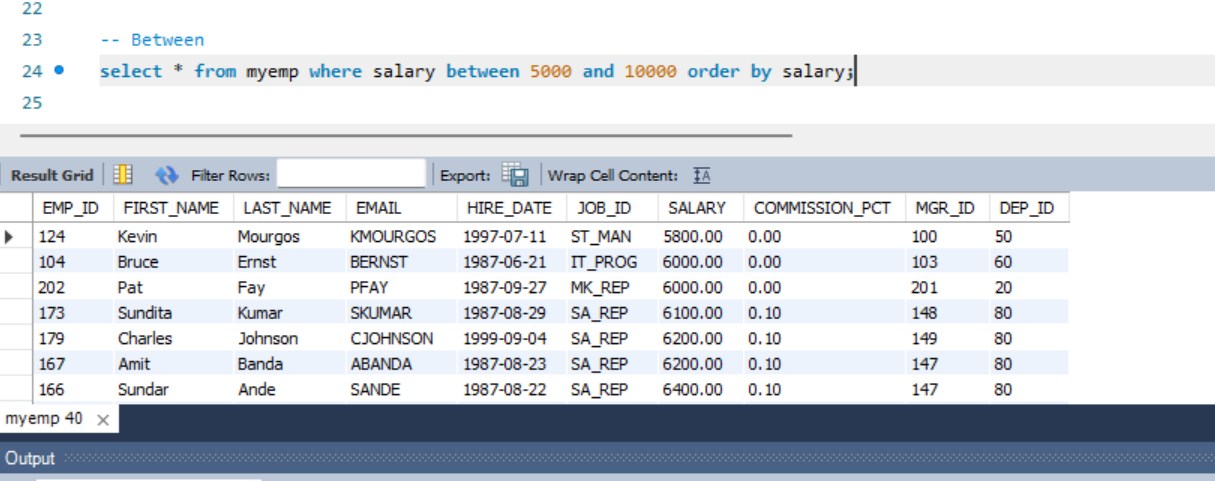 22
23 -- Between
24 select * from myemp where salary between 5000 and 10000 order by salary;
25
Result Grid Filter Rows: Export: Wrap Cell Content: IA
EMP_ID FIRST_NAME LAST_NAME EMAIL HIRE_DATE JOB_ID SALARY COMMISSION_PCT MGR_ID DEP_ID
124 Kevin Mourgos KMOURGOS 1997-07-11 ST_MAN 5800.00 0.00 100 50
104 Bruce Ernst BERNST 1987-06-21 IT_PROG 6000.00 0.00 103 60
202 Pat Fay PFAY 1987-09-27 MK_REP 6000.00 0.00 201 20
173 Sundita Kumar SKUMAR 1987-08-29 SA_REP 6100.00 0.10 148 80
179 Charles Johnson CJOHNSON 1999-09-04 SA_REP 6200.00 0.10 149 80
167 Amit Banda ABANDA 1987-08-23 SA_REP 6200.00 0.10 147 80
166 Sundar Ande SANDE 1987-08-22 SA_REP 6400.00 0.10 147 80
myemp 40
Output